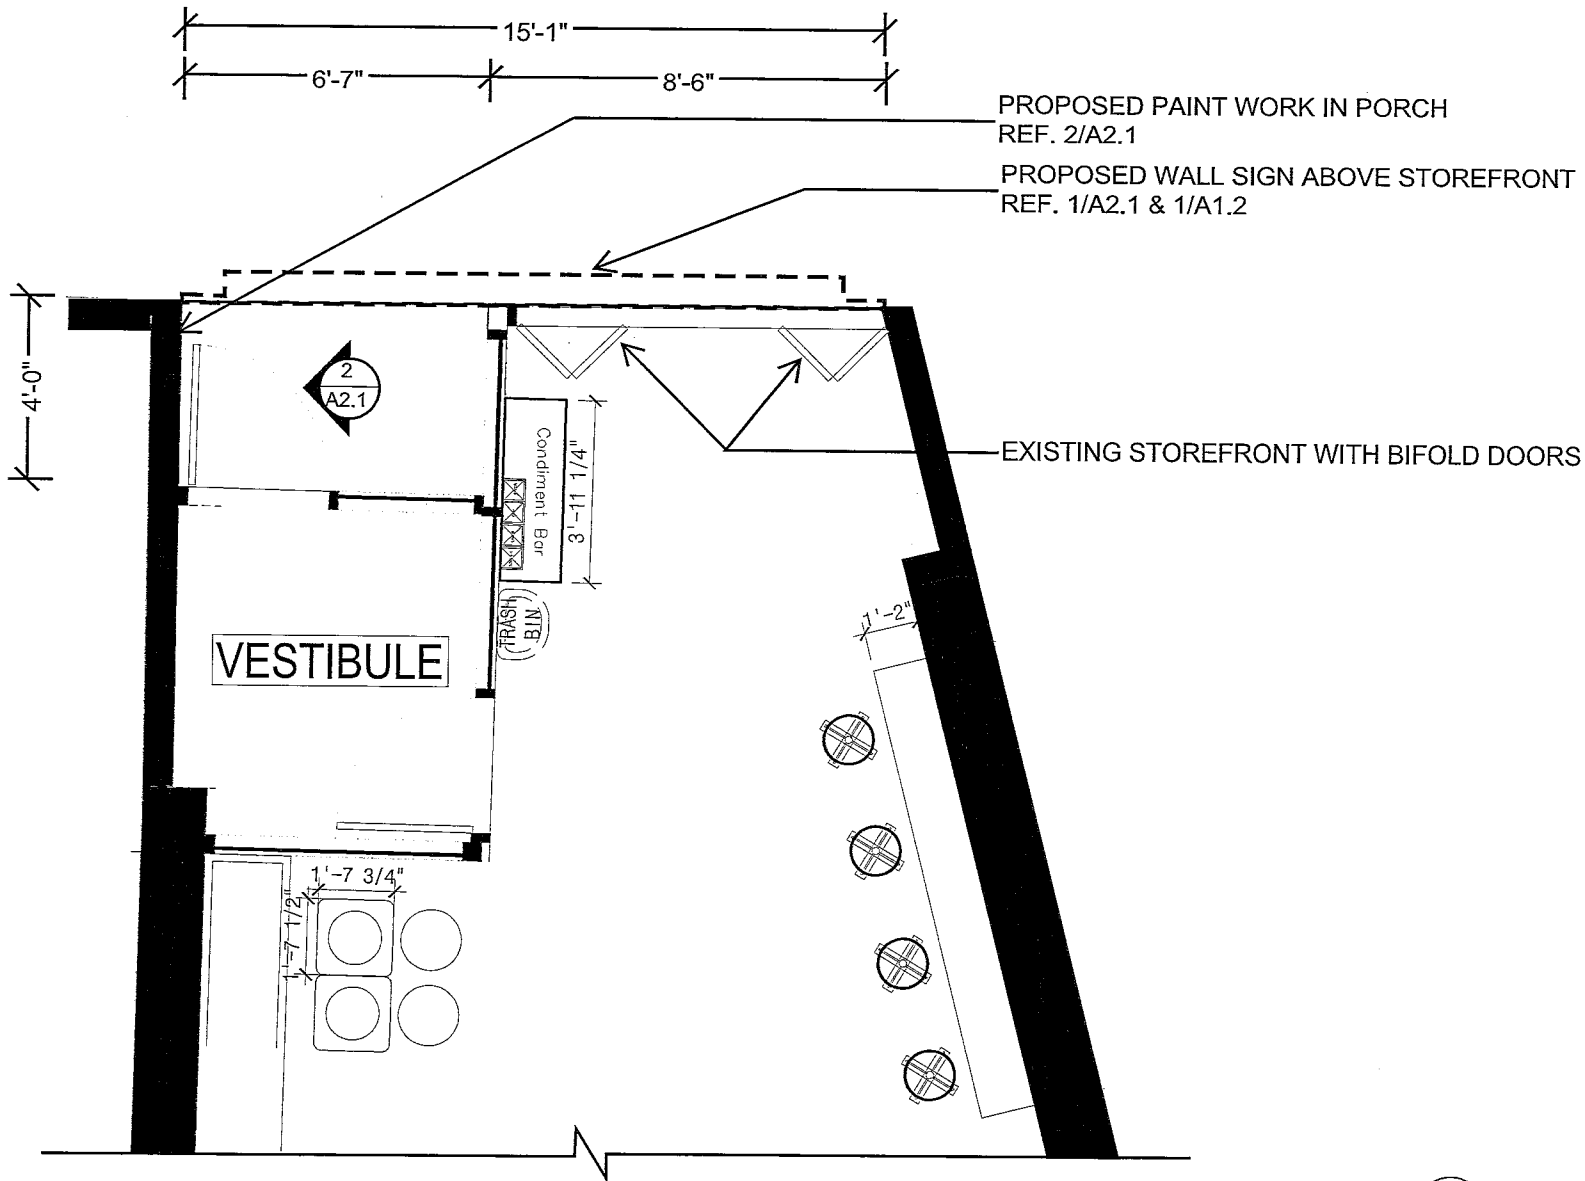 15'-1"
6'-7"
8'-6"
PROPOSED PAINT WORK IN PORCH
REF. 2/A2.1
PROPOSED WALL SIGN ABOVE STOREFRONT
REF. 1/A2.1 & 1/A1.2
4'-0"
2
A2.1
Condiment Bar
3'-11 1/4"
EXISTING STOREFRONT WITH BIFOLD DOORS
TRASH
BIN
1'-2"
VESTIBULE
1'-7 3/4"
1'-7 1/2"